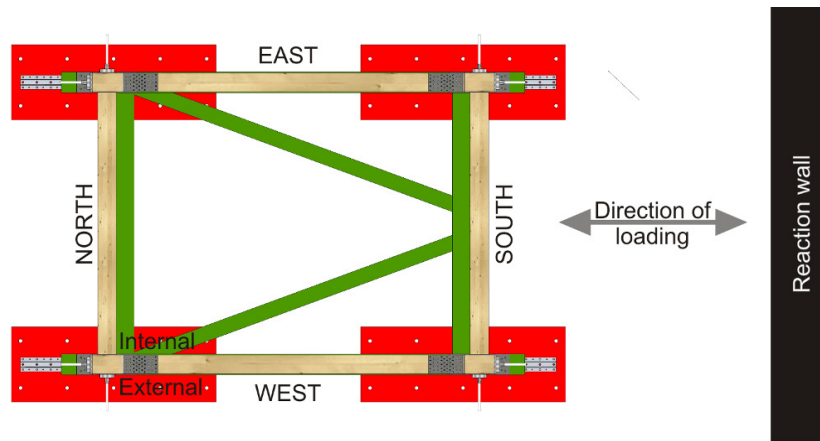 EAST
NORTH
SOUTH
Direction of
loading
Reaction wall
Internal
External
WEST